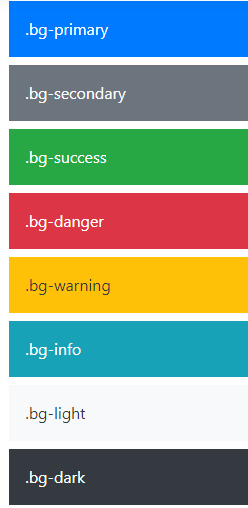 .bg-primary
.bg-secondary
.bg-success
.bg-danger
.bg-warning
.bg-info
.bg-light
.bg-dark